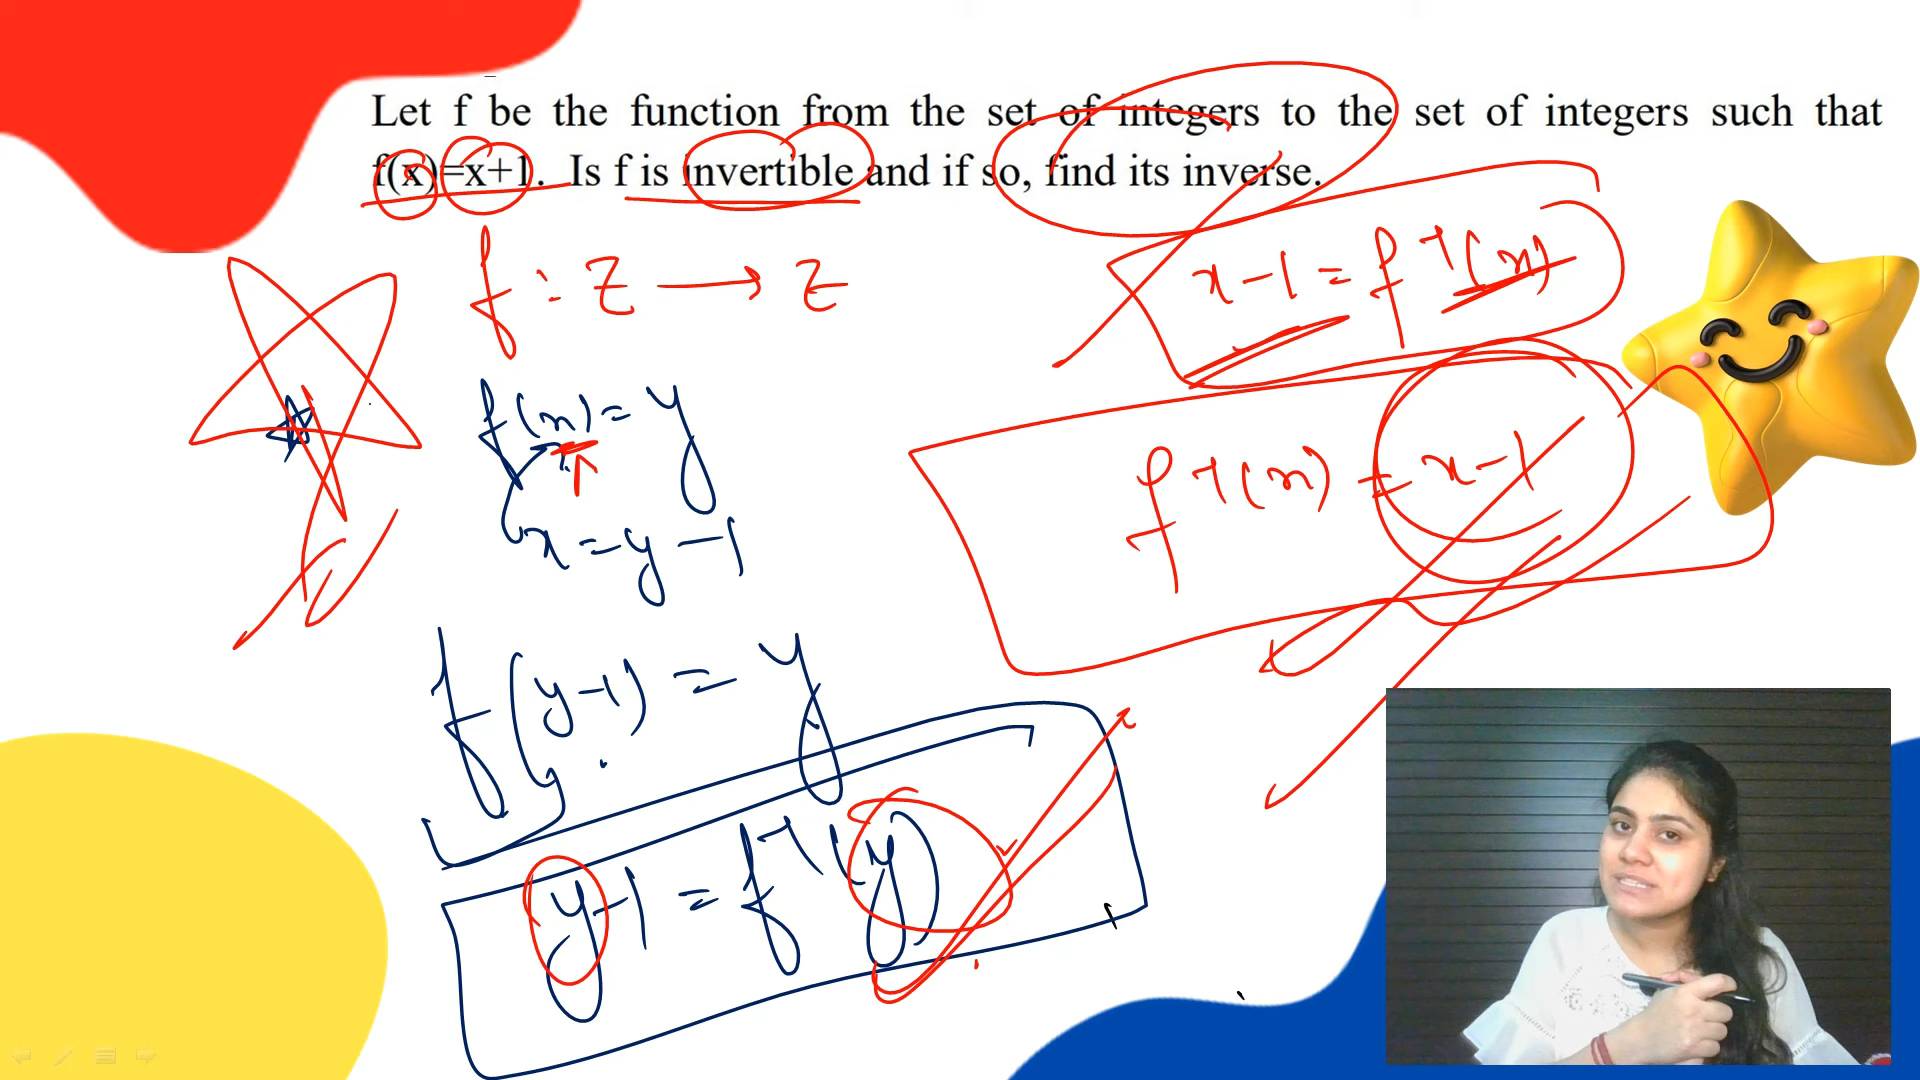 Let f be the function from the set of integers to the set of integers such that
f(x)=x+1. Is f is invertible and if so, find its inverse.
f : Z → Z
x-1 = f⁻¹(x)
f(x) = y
x = y - 1
f⁻¹(x) = x-1
f(y-1) = y
y-1 = f⁻¹(y)